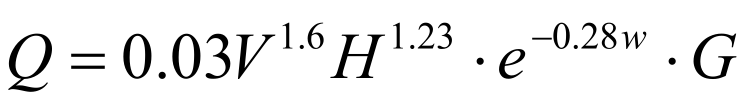 Q = 0.03V^{1.6}H^{1.23} · e^{-0.28w} · G